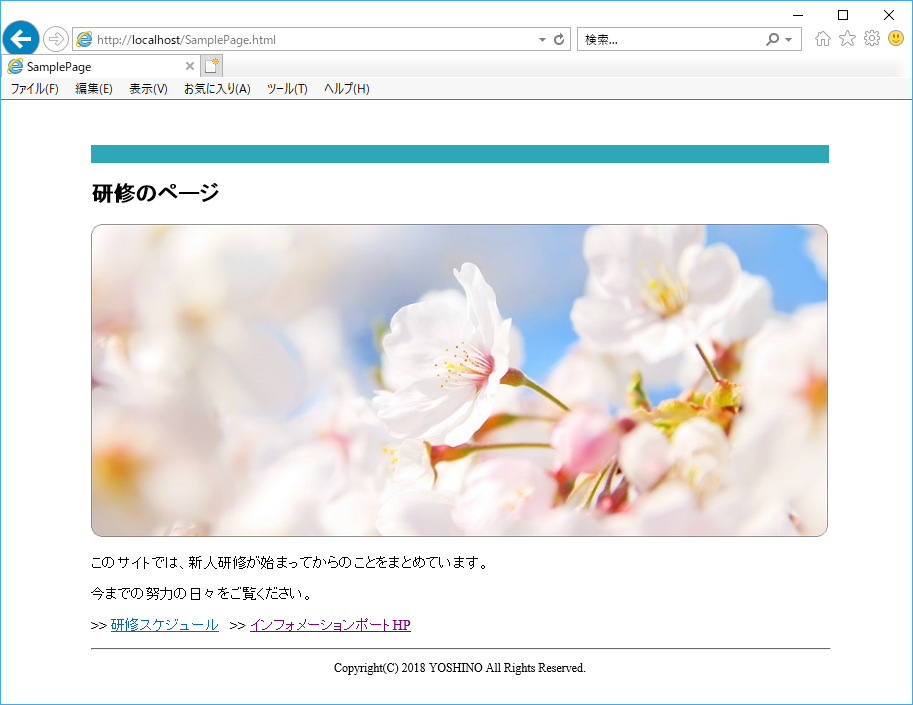 http://localhost/SamplePage.html
検索...
SamplePage
ファイル(F) 編集(E) 表示(V) お気に入り(A) ツール(T) ヘルプ(H)
研修のページ
このサイトでは、新人研修が始まってからのことをまとめています。
今までの努力の日々をご覧ください。
>> 研修スケジュール >> インフォメーションポートHP
Copyright(C) 2018 YOSHINO All Rights Reserved.